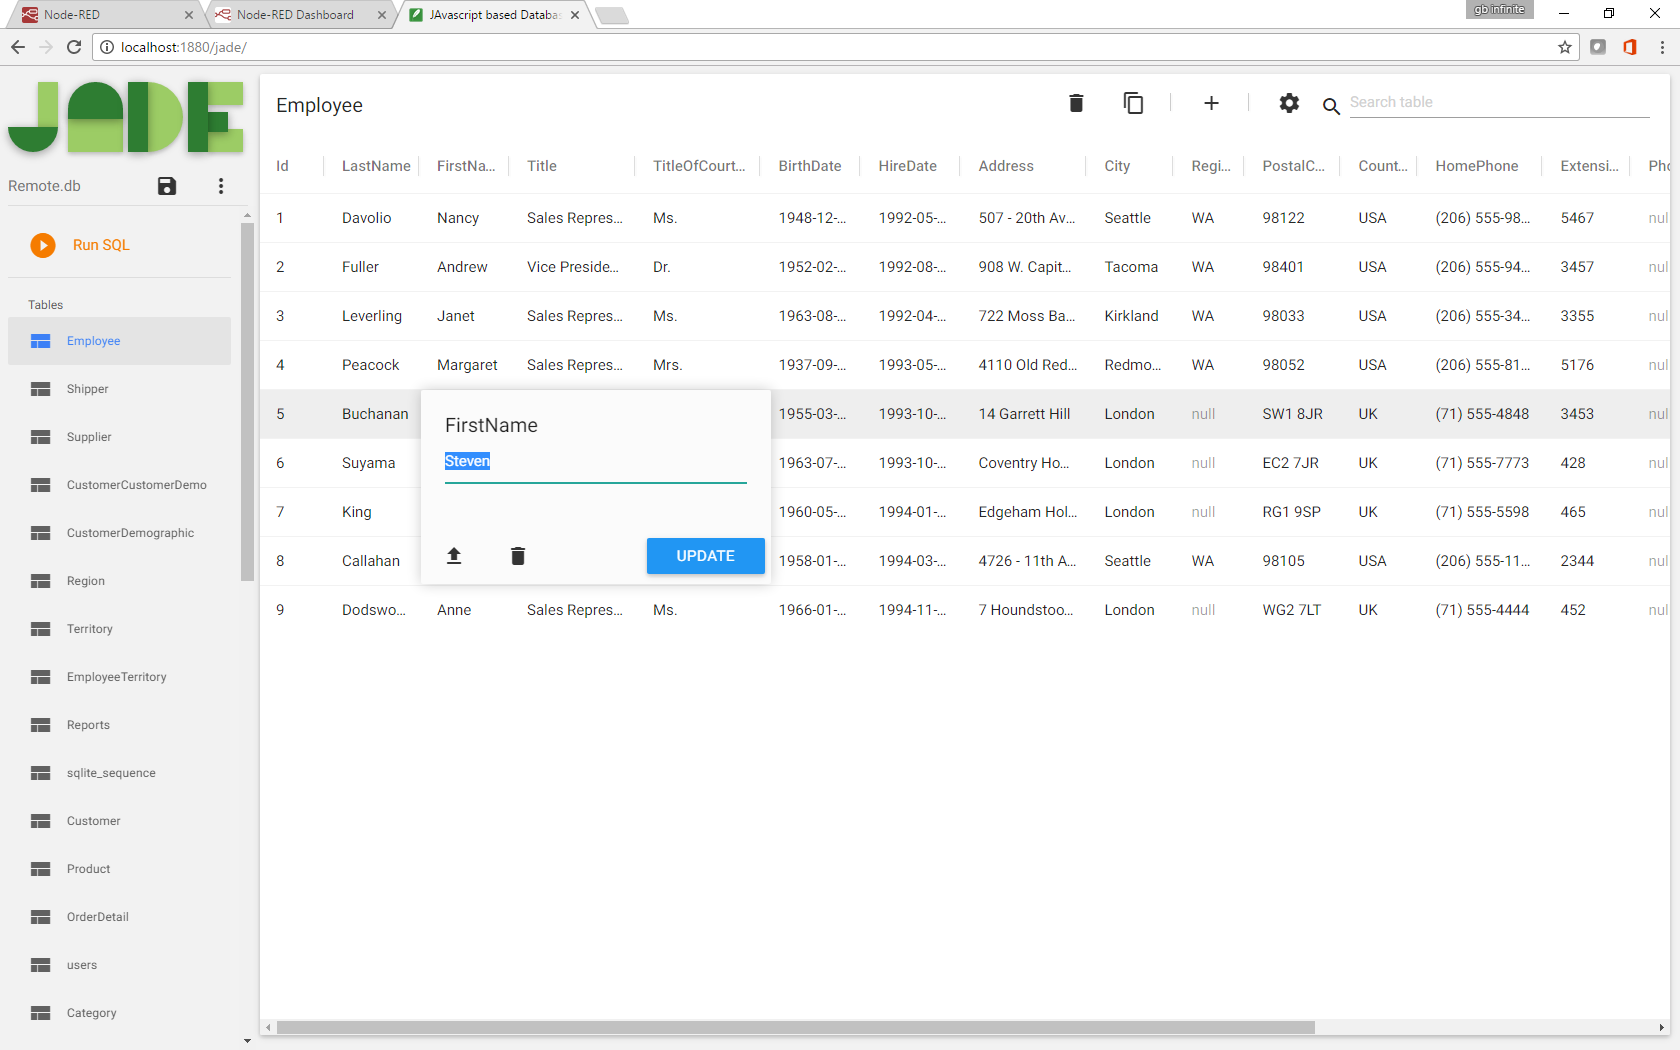 Node-RED
Node-RED Dashboard
JAvascript based Databa
gb infinite
localhost:1880/jade/
JADE
Remote.db
Run SQL
Tables
Employee
Shipper
Supplier
CustomerCustomerDemo
CustomerDemographic
Region
Territory
EmployeeTerritory
Reports
sqlite_sequence
Customer
Product
OrderDetail
users
Category
Employee
Search table
Id LastName FirstNa... Title TitleOfCourt... BirthDate HireDate Address City Regi... PostalC... Count... HomePhone Extensi... Pho
1 Davolio Nancy Sales Repres... Ms. 1948-12-... 1992-05-... 507 - 20th Av... Seattle WA 98122 USA (206) 555-98... 5467 nul
2 Fuller Andrew Vice Preside... Dr. 1952-02-... 1992-08-... 908 W. Capit... Tacoma WA 98401 USA (206) 555-94... 3457 nul
3 Leverling Janet Sales Repres... Ms. 1963-08-... 1992-04-... 722 Moss Ba... Kirkland WA 98033 USA (206) 555-34... 3355 nul
4 Peacock Margaret Sales Repres... Mrs. 1937-09-... 1993-05-... 4110 Old Red... Redmo... WA 98052 USA (206) 555-81... 5176 nul
5 Buchanan 1955-03-... 1993-10-... 14 Garrett Hill London null SW1 8JR UK (71) 555-4848 3453 nul
6 Suyama 1963-07-... 1993-10-... Coventry Ho... London null EC2 7JR UK (71) 555-7773 428 nul
7 King 1960-05-... 1994-01-... Edgeham Hol... London null RG1 9SP UK (71) 555-5598 465 nul
8 Callahan 1958-01-... 1994-03-... 4726 - 11th A... Seattle WA 98105 USA (206) 555-11... 2344 nul
9 Dodswo... Anne Sales Repres... Ms. 1966-01-... 1994-11-... 7 Houndstoo... London null WG2 7LT UK (71) 555-4444 452 nul
FirstName
Steven
UPDATE